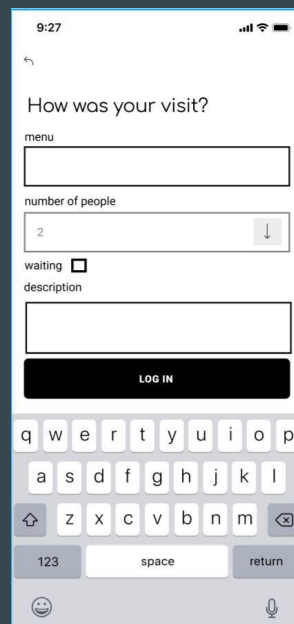 9:27
How was your visit?
menu
number of people
2
waiting
description
LOG IN
q w e r t y u i o p
a s d f g h j k l
z x c v b n m
123 space return